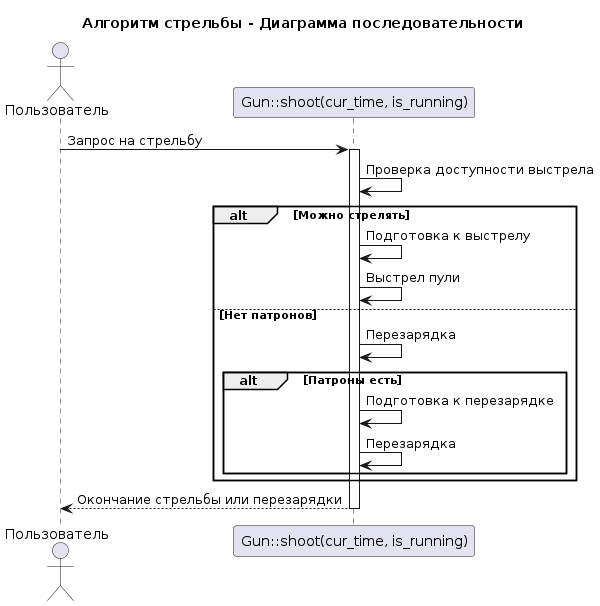 Алгоритм стрельбы - Диаграмма последовательности
Пользователь
Gun::shoot(cur_time, is_running)
Запрос на стрельбу
Проверка доступности выстрела
alt
[Можно стрелять]
Подготовка к выстрелу
Выстрел пули
[Нет патронов]
Перезарядка
alt
[Патроны есть]
Подготовка к перезарядке
Перезарядка
Окончание стрельбы или перезарядки
Пользователь
Gun::shoot(cur_time, is_running)